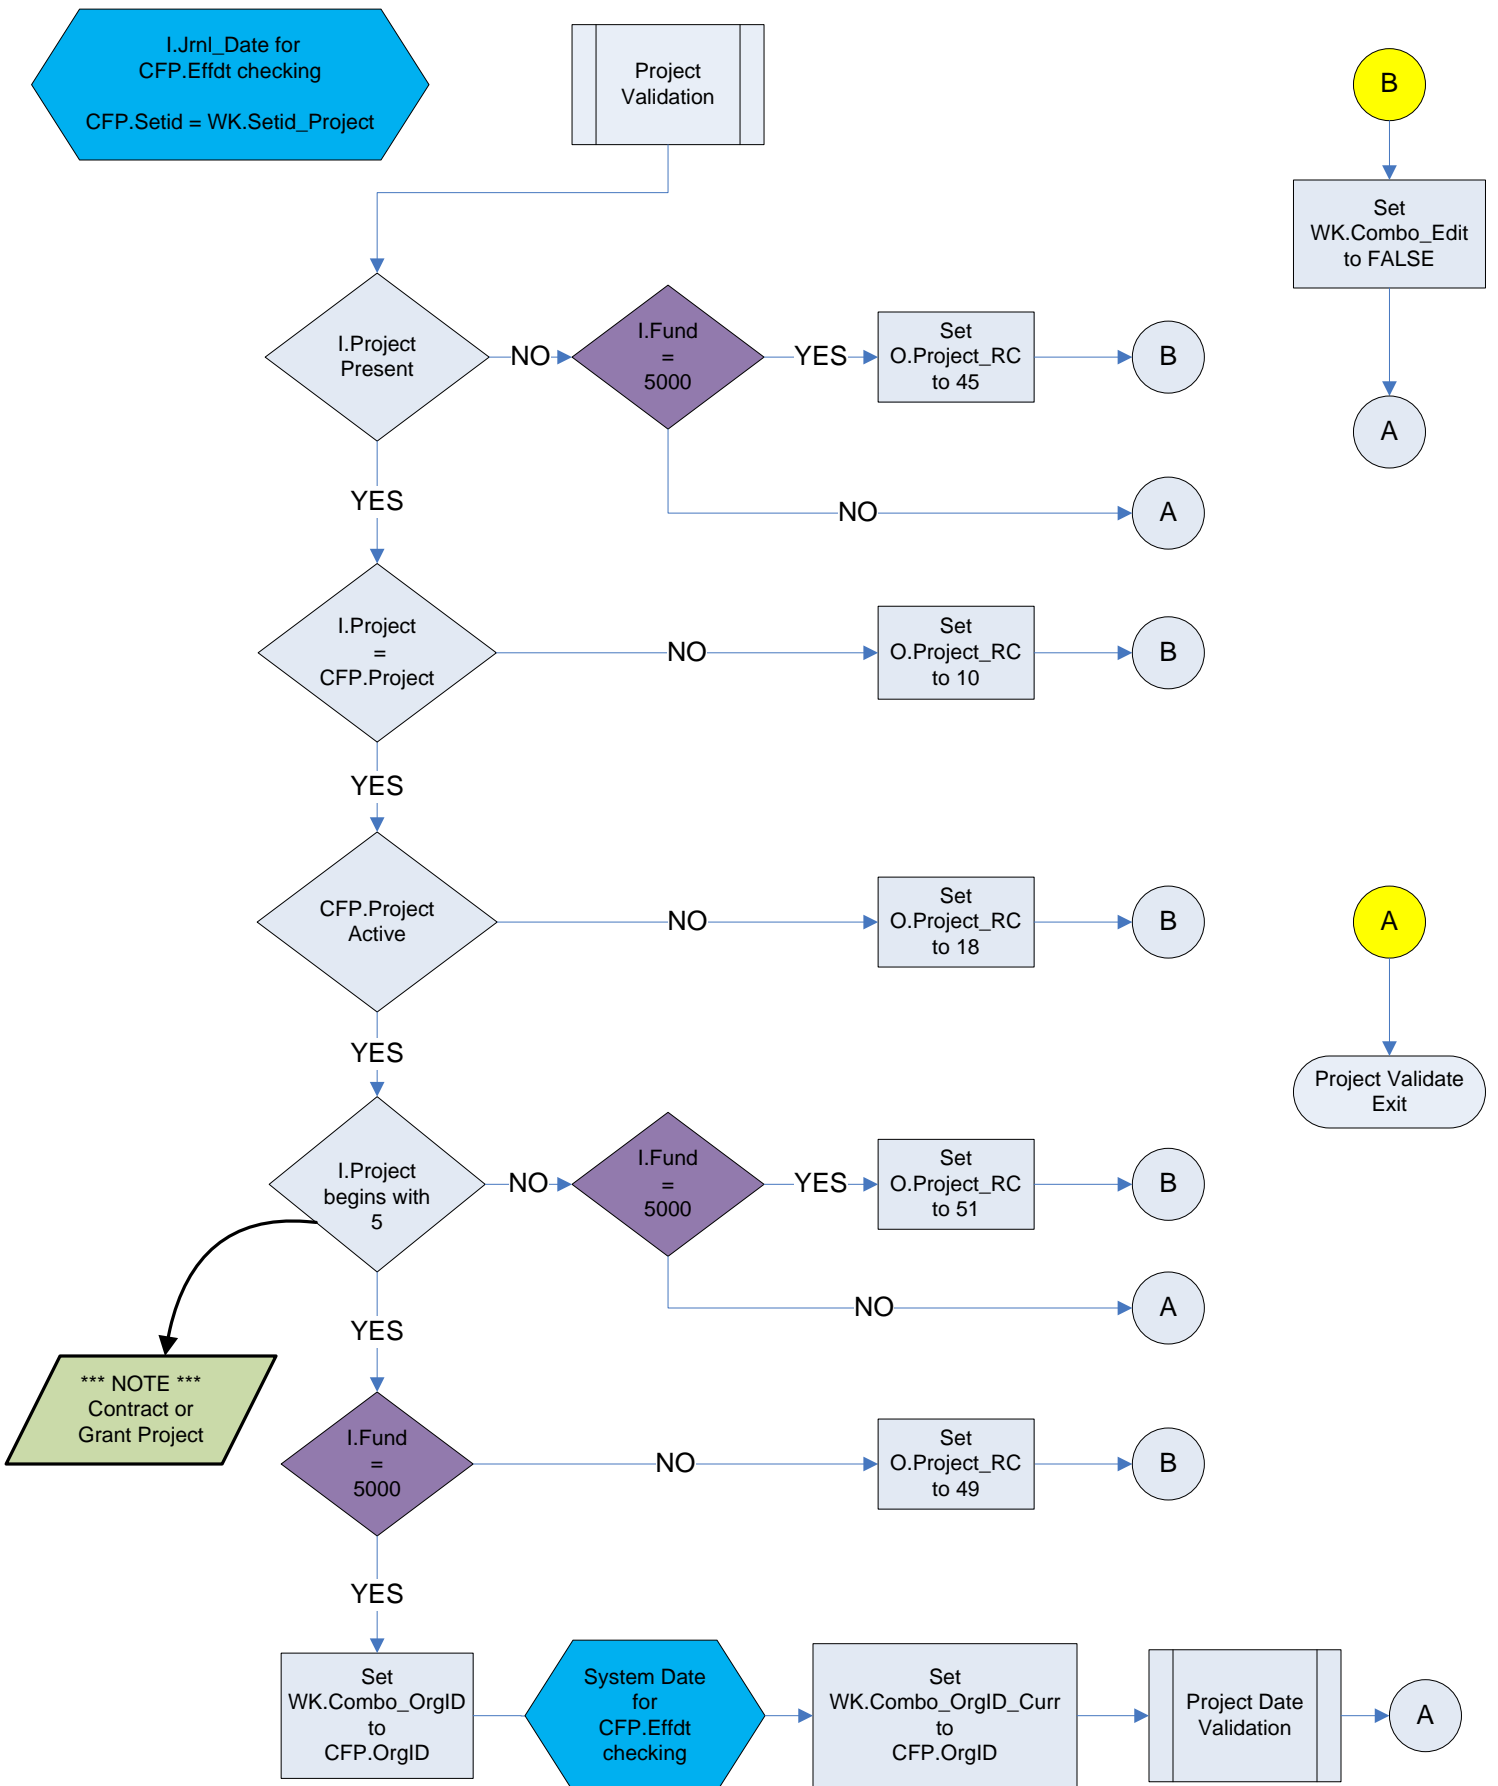 I.Jrnl_Date for
CFP.Effdt checking
CFP.Setid = WK.Setid_Project
Project
Validation
B
Set
WK.Combo_Edit
to FALSE
A
I.Project
Present
NO
I.Fund
=
5000
YES
Set
O.Project_RC
to 45
B
NO
A
YES
I.Project
=
CFP.Project
NO
Set
O.Project_RC
to 10
B
YES
CFP.Project
Active
NO
Set
O.Project_RC
to 18
B
A
Project Validate
Exit
YES
I.Project
begins with
5
NO
I.Fund
=
5000
YES
Set
O.Project_RC
to 51
B
NO
A
YES
*** NOTE ***
Contract or
Grant Project
I.Fund
=
5000
NO
Set
O.Project_RC
to 49
B
YES
Set
WK.Combo_OrgID
to
CFP.OrgID
System Date
for
CFP.Effdt
checking
Set
WK.Combo_OrgID_Curr
to
CFP.OrgID
Project Date
Validation
A